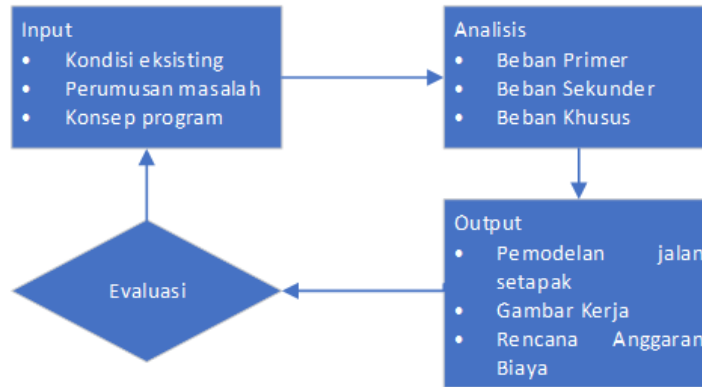 Input
• Kondisi eksisting
• Perumusan masalah
• Konsep program
Analisis
• Beban Primer
• Beban Sekunder
• Beban Khusus
Output
• Pemodelan jalan
setapak
• Gambar Kerja
• Rencana Anggaran
Biaya
Evaluasi